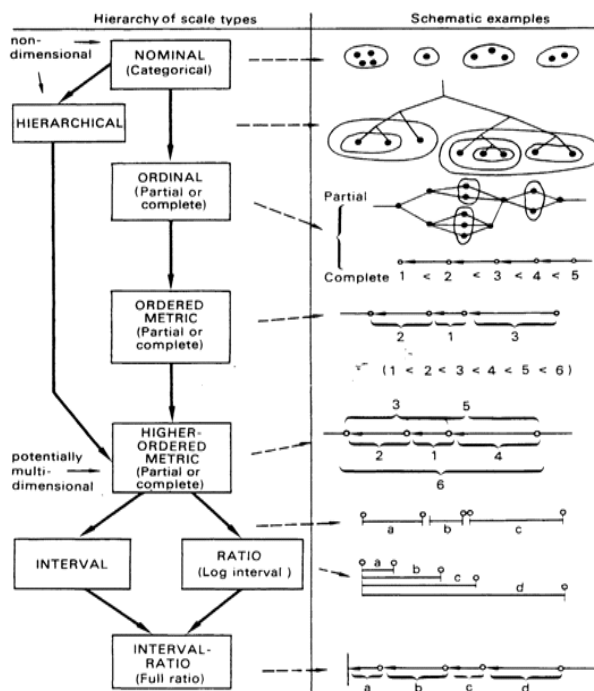 Hierarchy of scale types
Schematic examples
non-
dimensional
NOMINAL
(Categorical)
HIERARCHICAL
ORDINAL
(Partial or
complete)
Partial
Complete
1 < 2 < 3 < 4 < 5
ORDERED
METRIC
(Partial or
complete)
2 1 3
(1 < 2 < 3 < 4 < 5 < 6)
HIGHER-
ORDERED
METRIC
(Partial or
complete)
potentially
multi-
dimensional
3 5
2 1 4
6
INTERVAL
RATIO
(Log interval)
a b c
a
b
c
d
INTERVAL-
RATIO
(Full ratio)
a b c d